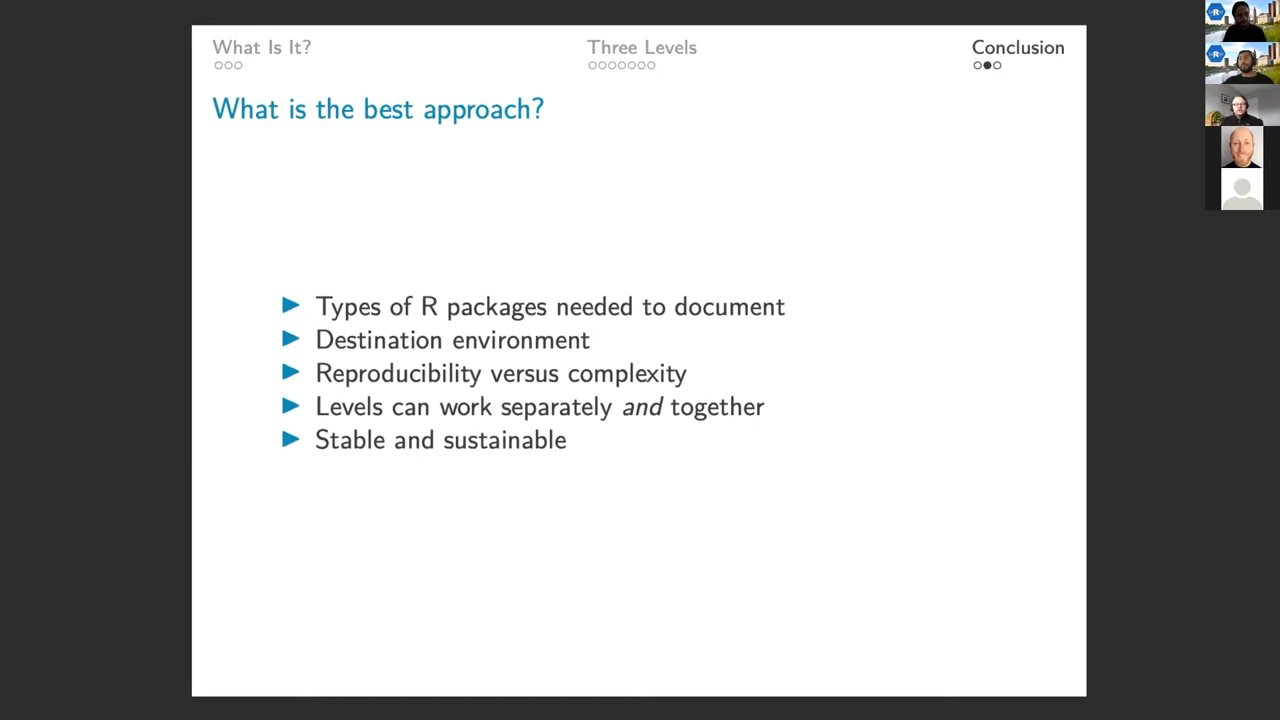 What Is It?
Three Levels
Conclusion
What is the best approach?
Types of R packages needed to document
Destination environment
Reproducibility versus complexity
Levels can work separately and together
Stable and sustainable
R
R